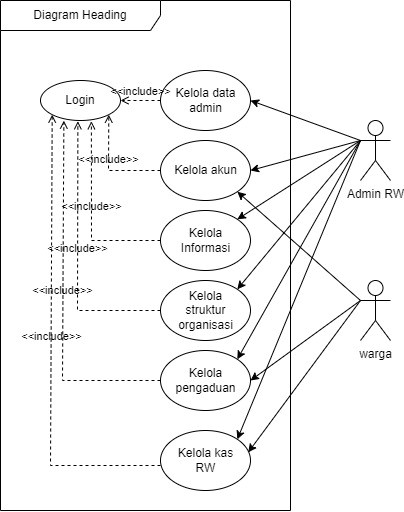 Diagram Heading
Login
<<include>>
Kelola data
admin
<<include>>
Kelola akun
Admin RW
<<include>>
Kelola
Informasi
<<include>>
<<include>>
Kelola
struktur
organisasi
<<include>>
warga
Kelola
pengaduan
Kelola kas
RW